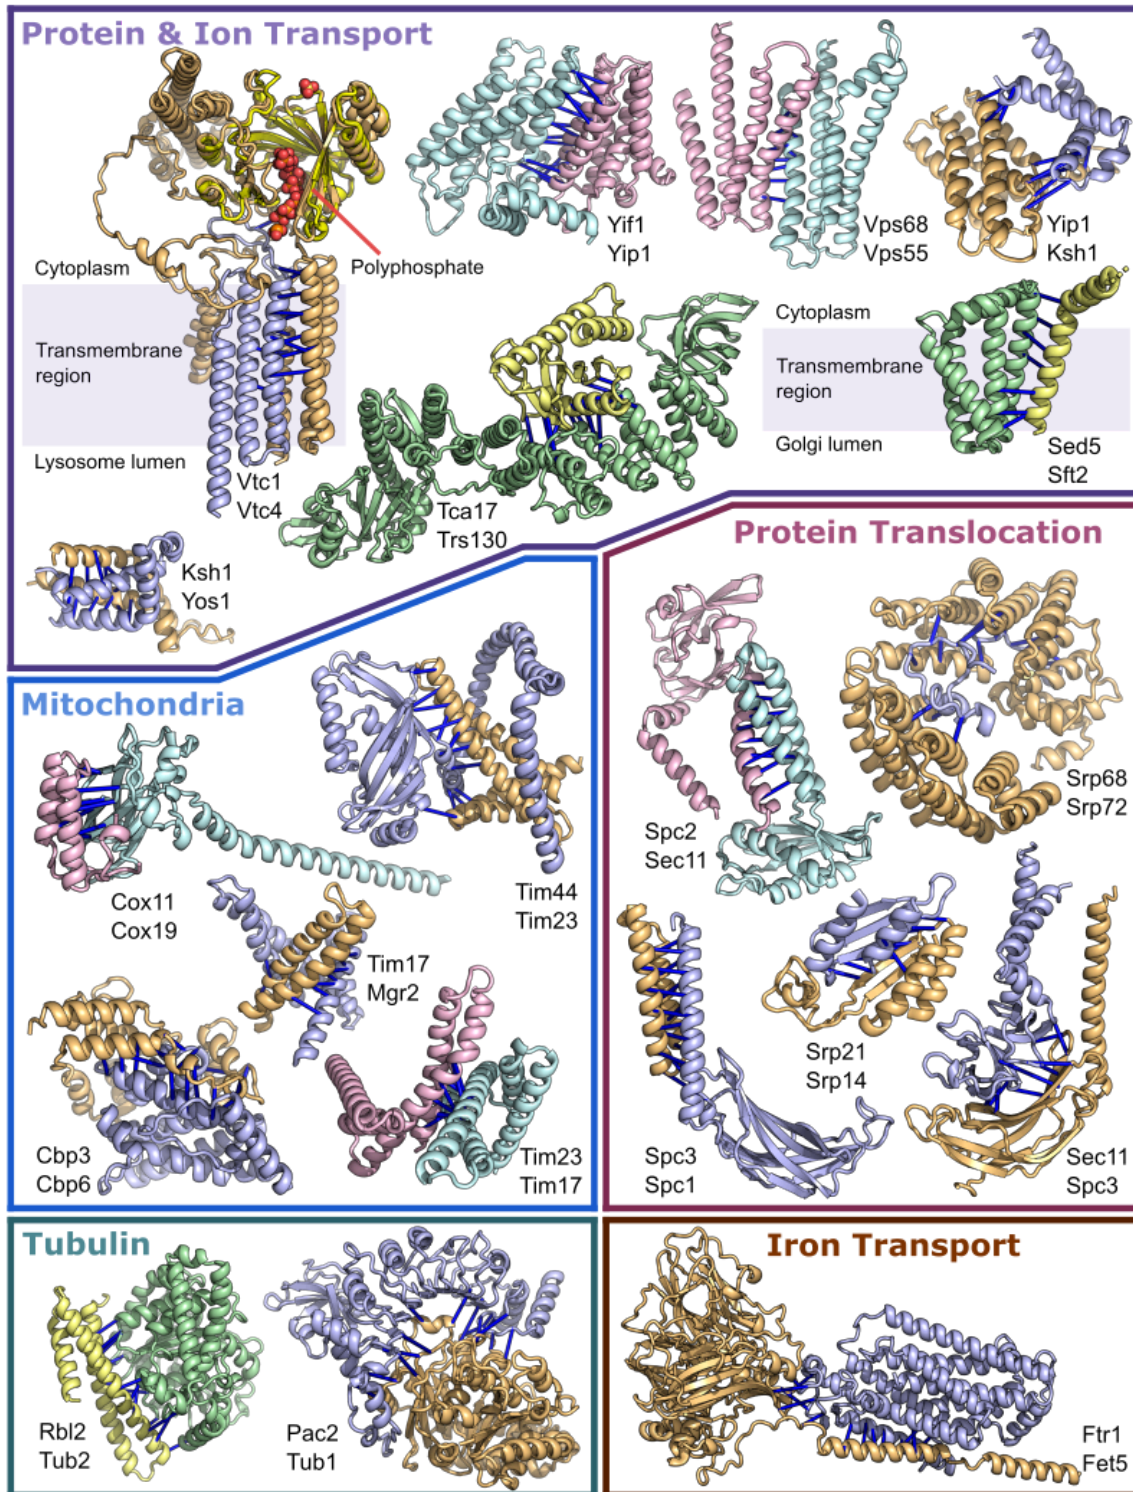 Protein & Ion Transport
Yif1
Yip1
Vps68
Vps55
Yip1
Ksh1
Cytoplasm
Polyphosphate
Transmembrane
region
Lysosome lumen
Vtc1
Vtc4
Cytoplasm
Transmembrane
region
Golgi lumen
Sed5
Sft2
Tca17
Trs130
Ksh1
Yos1
Protein Translocation
Spc2
Sec11
Srp68
Srp72
Srp21
Srp14
Spc3
Spc1
Sec11
Spc3
Mitochondria
Cox11
Cox19
Tim44
Tim23
Tim17
Mgr2
Cbp3
Cbp6
Tim23
Tim17
Tubulin
Rbl2
Tub2
Pac2
Tub1
Iron Transport
Ftr1
Fet5